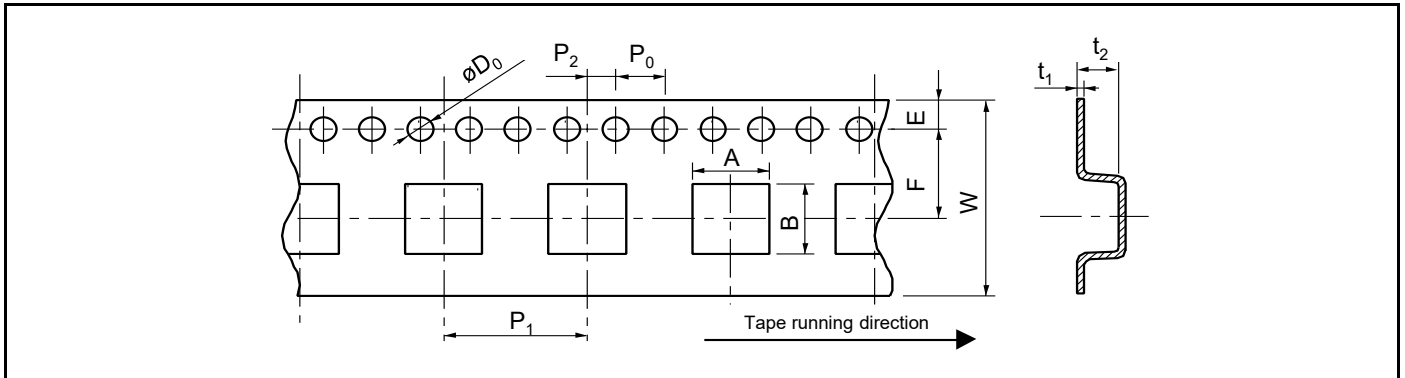 øD₀
P₂
P₀
t₂
t₁
E
A
F
W
B
P₁
Tape running direction